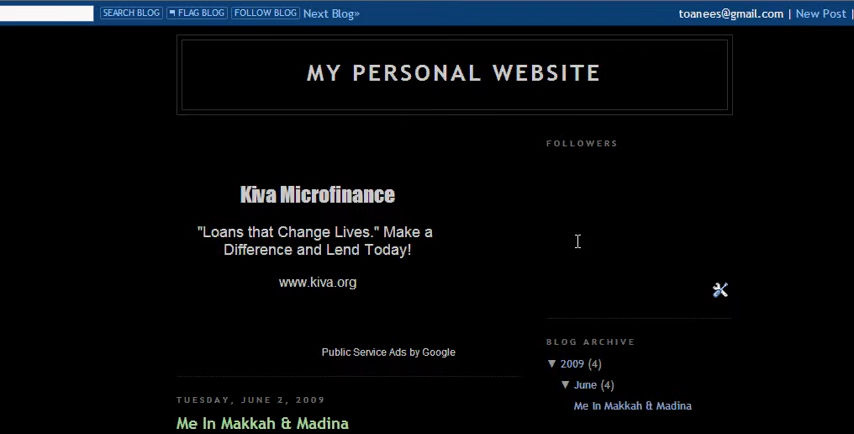 SEARCH BLOG FLAG BLOG FOLLOW BLOG Next Blog» toanees@gmail.com | New Post |
MY PERSONAL WEBSITE
FOLLOWERS
Kiva Microfinance
"Loans that Change Lives." Make a
Difference and Lend Today!
www.kiva.org
Public Service Ads by Google
BLOG ARCHIVE
▼ 2009 (4)
▼ June (4)
Me In Makkah & Madina
TUESDAY, JUNE 2, 2009
Me In Makkah & Madina